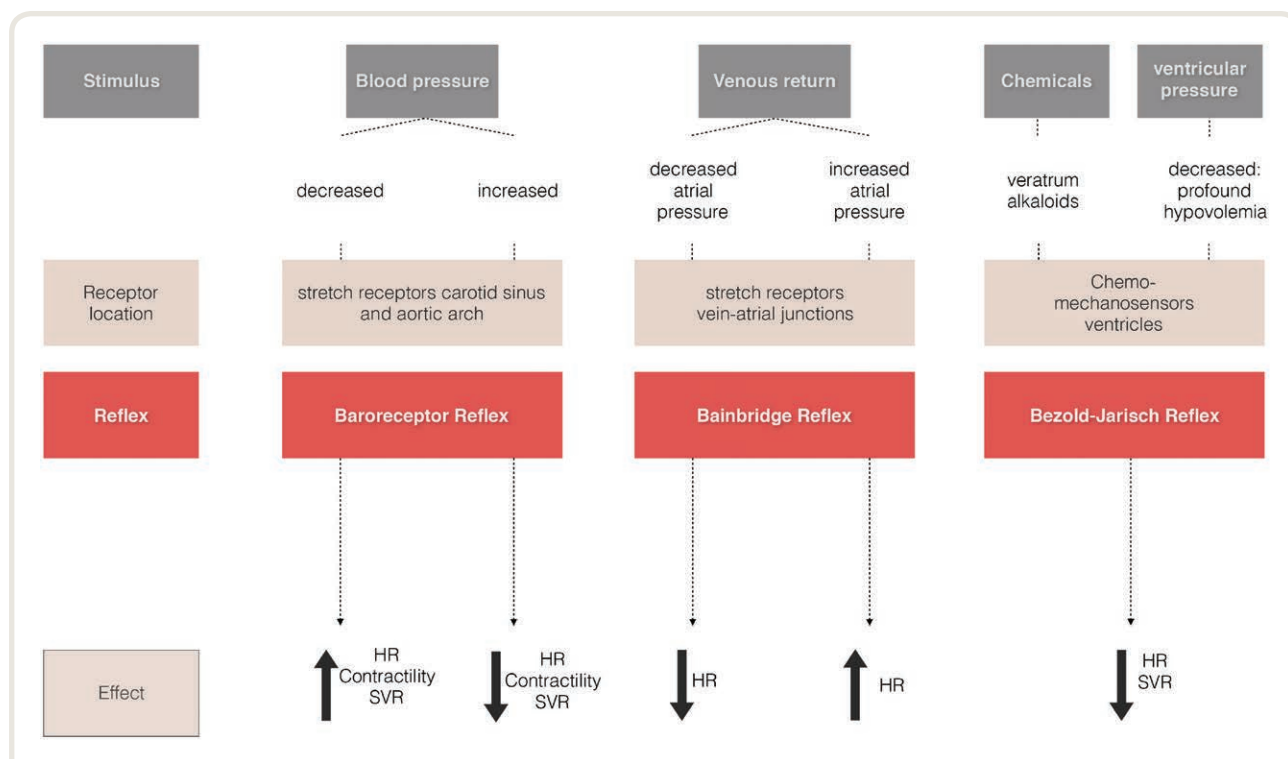 Stimulus
Blood pressure
Venous return
Chemicals
ventricular
pressure
decreased
increased
decreased
atrial
pressure
increased
atrial
pressure
veratrum
alkaloids
decreased:
profound
hypovolemia
Receptor
location
stretch receptors carotid sinus
and aortic arch
stretch receptors
vein-atrial junctions
Chemo-
mechanosensors
ventricles
Reflex
Baroreceptor Reflex
Bainbridge Reflex
Bezold-Jarisch Reflex
Effect
HR
Contractility
SVR
HR
Contractility
SVR
HR
HR
HR
SVR